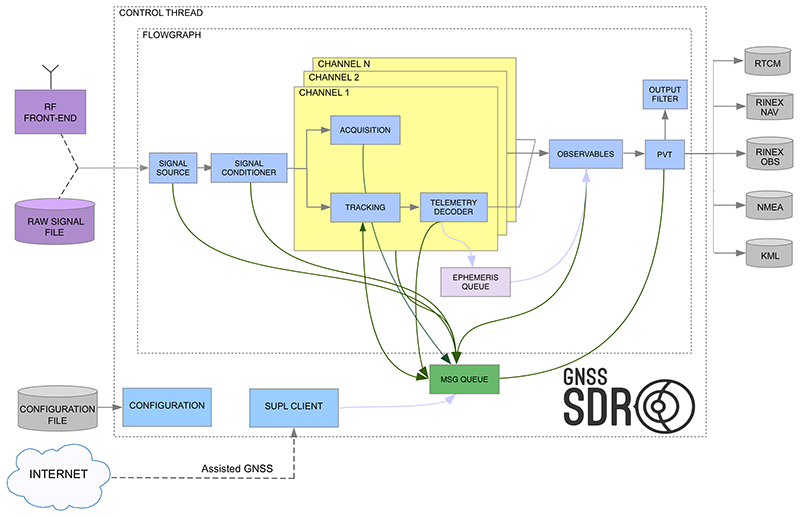 CONTROL THREAD
FLOWGRAPH
CHANNEL N
CHANNEL 2
CHANNEL 1
RF
FRONT-END
RAW SIGNAL
FILE
SIGNAL
SOURCE
SIGNAL
CONDITIONER
ACQUISITION
TRACKING
TELEMETRY
DECODER
EPHEMERIS
QUEUE
OBSERVABLES
OUTPUT
FILTER
PVT
RTCM
RINEX
NAV
RINEX
OBS
NMEA
KML
MSG QUEUE
GNSS
SDR
CONFIGURATION
FILE
CONFIGURATION
SUPL CLIENT
INTERNET
Assisted GNSS